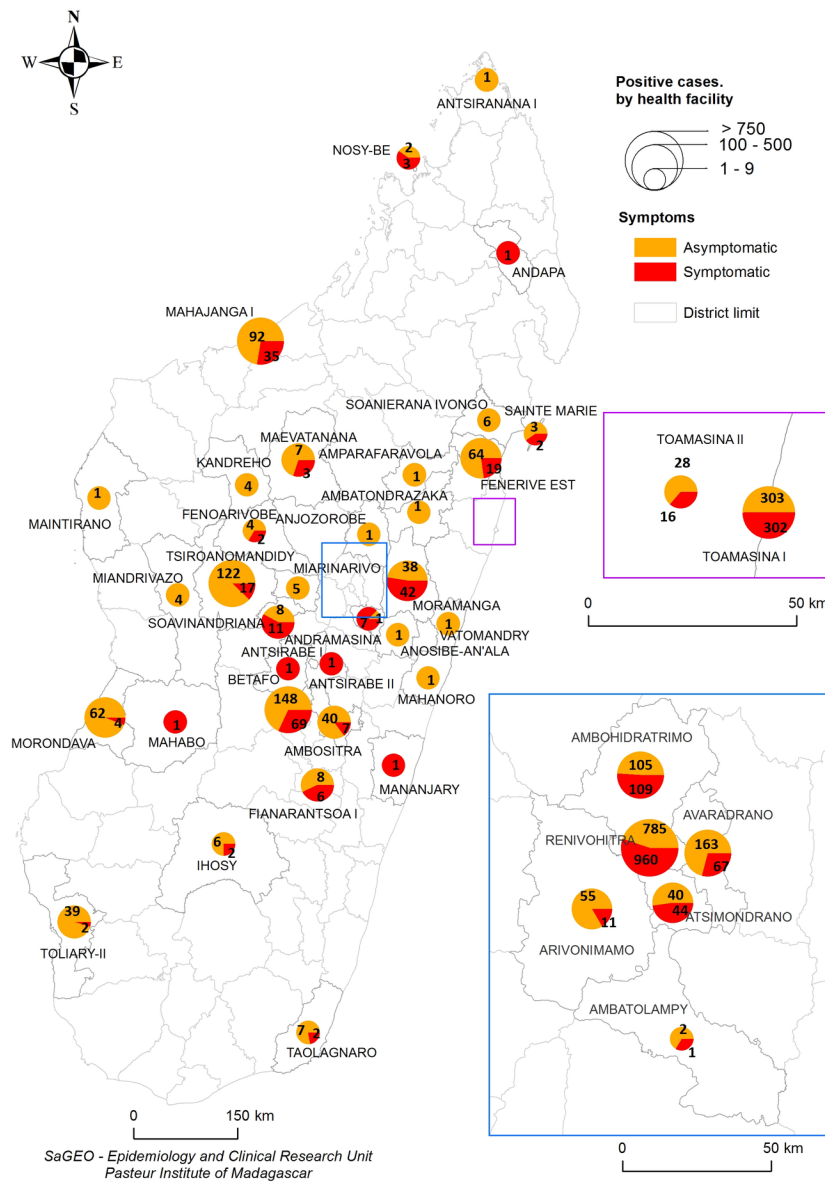 N
W E
S
1
ANTSIRANANA I
Positive cases.
by health facility
> 750
100 - 500
1 - 9
NOSY-BE
2
3
Symptoms
Asymptomatic
Symptomatic
District limit
1
ANDAPA
MAHAJANGA I
92
35
SOANIERANA IVONGO
6
SAINTE MARIE
3
2
MAEVATANANA
7
3
AMPARAFARAVOLA
1
64
19
FENERIVE EST
KANDREHO
4
AMBATONDRAZAKA
1
1
MAINTIRANO
FENOARIVOBE
4
2
ANJOZOROBE
1
TSIROANOMANDIDY
122
17
MIARINARIVO
5
38
42
MORAMANGA
MIANDRIVAZO
4
SOAVINANDRIANA
8
11
ANDRAMASINA
7
1
1
ANOSIBE-AN'ALA
1
VATOMANDRY
ANTSIRABE I
1
BETAFO
1
ANTSIRABE II
1
MAHANORO
148
69
40
7
AMBOSITRA
62
4
MORONDAVA
1
MAHABO
1
MANANJARY
8
6
FIANARANTSOA I
6
2
IHOSY
39
2
TOLIARY-II
7
2
TAOLAGNARO
TOAMASINA II
28
16
303
302
TOAMASINA I
0 50 km
AMBOHIDRATRIMO
105
109
AVARADRANO
RENIVOHITRA
785
960
163
67
55
11
ARIVONIMAMO
40
44
ATSIMONDRANO
AMBATOLAMPY
2
1
0 50 km
0 150 km
SaGEO - Epidemiology and Clinical Research Unit
Pasteur Institute of Madagascar